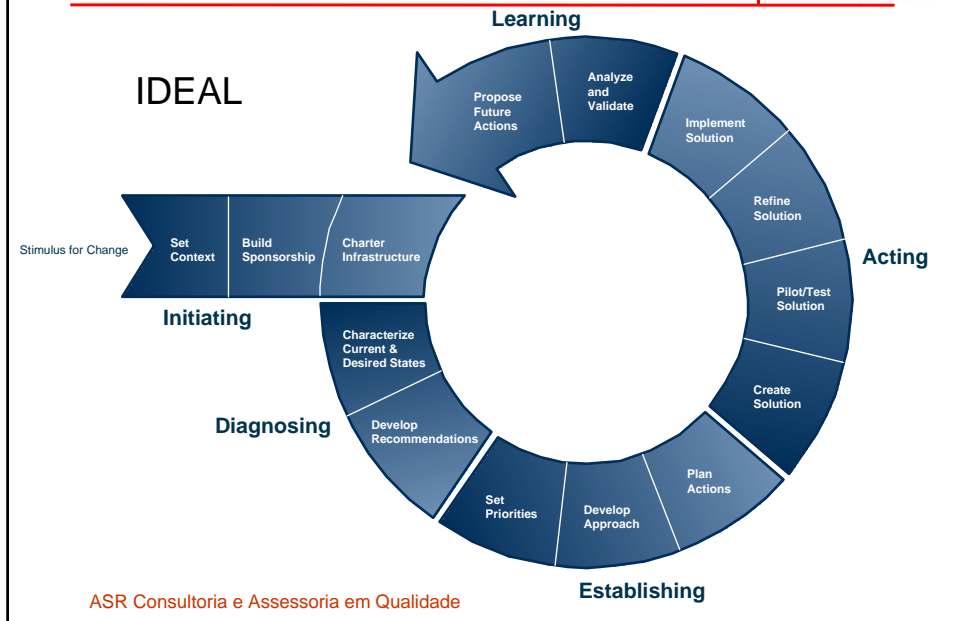 Learning
IDEAL
Analyze
and
Validate
Propose
Future
Actions
Implement
Solution
Refine
Solution
Acting
Pilot/Test
Solution
Create
Solution
Stimulus for Change
Set
Context
Build
Sponsorship
Charter
Infrastructure
Initiating
Characterize
Current &
Desired States
Diagnosing
Develop
Recommendations
Set
Priorities
Develop
Approach
Plan
Actions
Establishing
ASR Consultoria e Assessoria em Qualidade